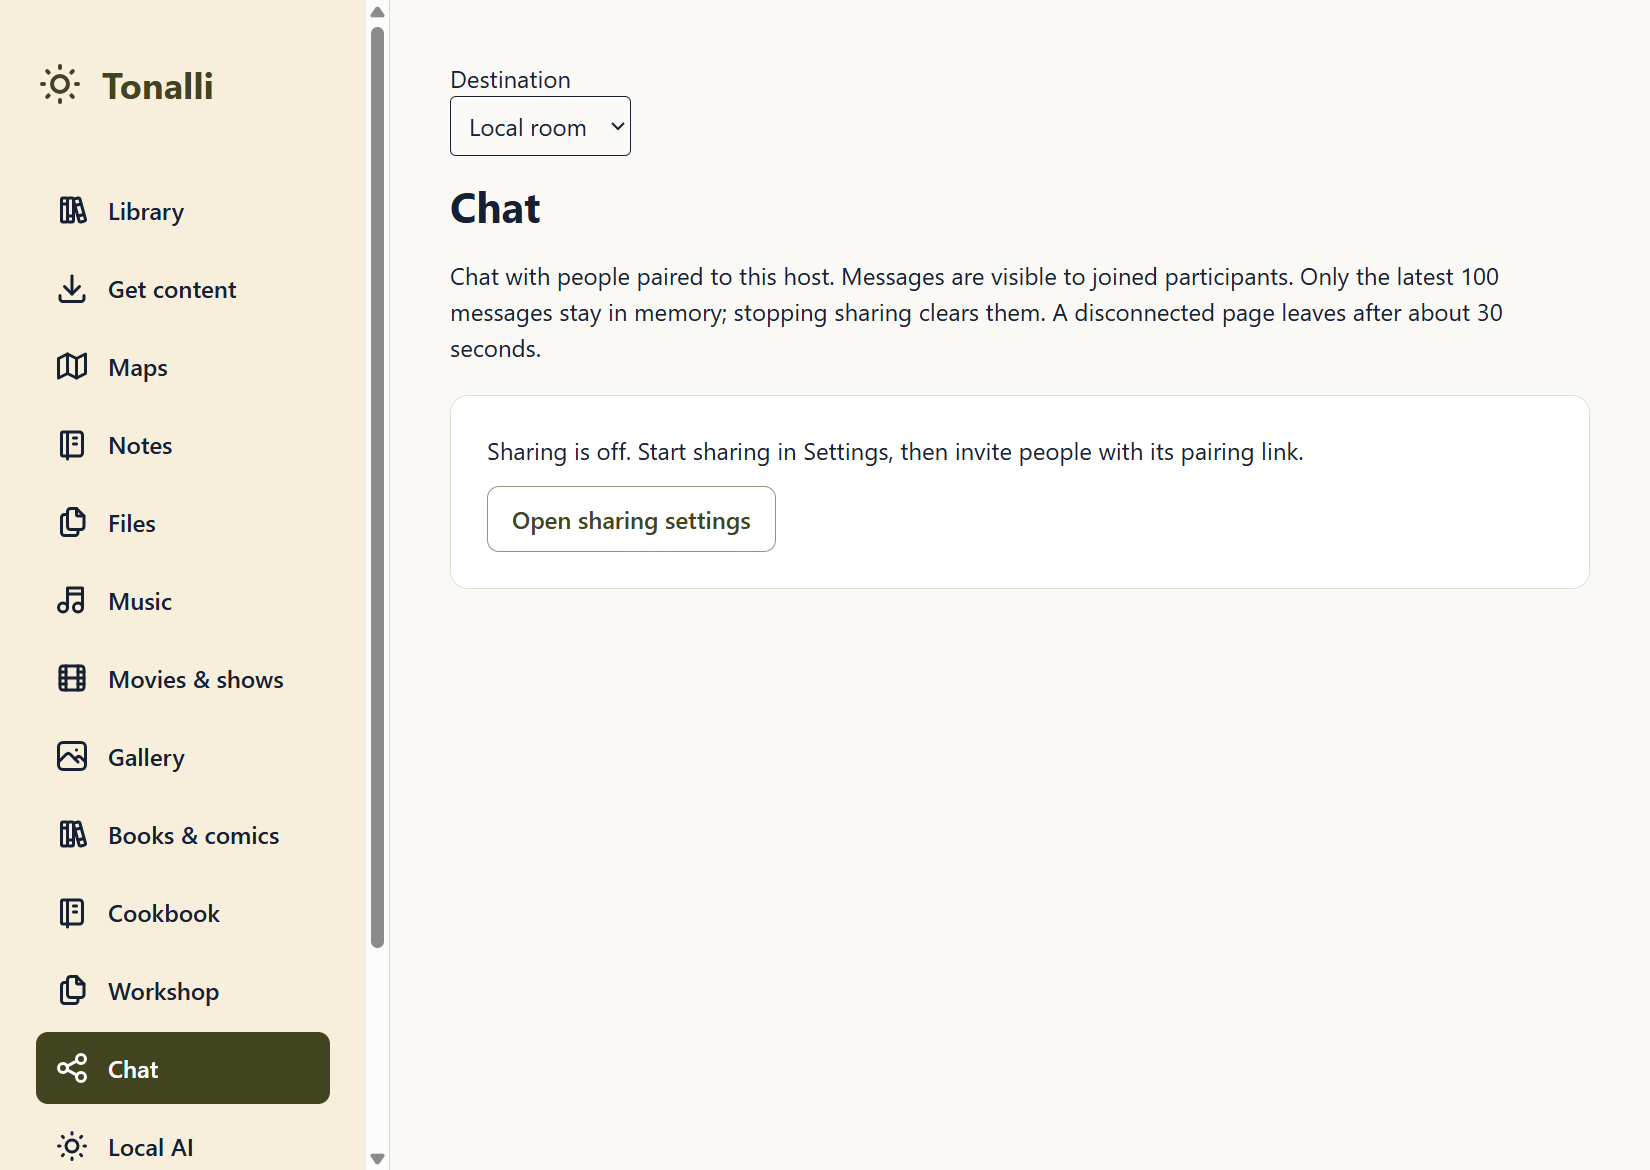 Tonalli
Library
Get content
Maps
Notes
Files
Music
Movies & shows
Gallery
Books & comics
Cookbook
Workshop
Chat
Local AI
Destination
Local room
Chat
Chat with people paired to this host. Messages are visible to joined participants. Only the latest 100
messages stay in memory; stopping sharing clears them. A disconnected page leaves after about 30
seconds.
Sharing is off. Start sharing in Settings, then invite people with its pairing link.
Open sharing settings